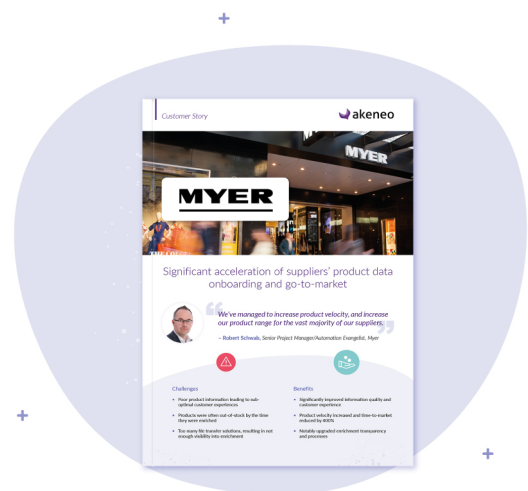 Customer Story
akeneo
MYER
MYER
Significant acceleration of suppliers' product data
onboarding and go-to-market
We've managed to increase product velocity, and increase
our product range for the vast majority of our suppliers.
– Robert Schwab, Senior Project Manager/Automation Evangelist, Myer
Challenges
• Poor product information leading to sub-
optimal customer experiences
• Products were often out-of-stock by the time
they were enriched
• Too many file transfer solutions, resulting in not
enough visibility into enrichment
Benefits
• Significantly improved information quality and
customer experience
• Product velocity increased and time-to-market
reduced by 800%
• Notably upgraded enrichment transparency
and processes